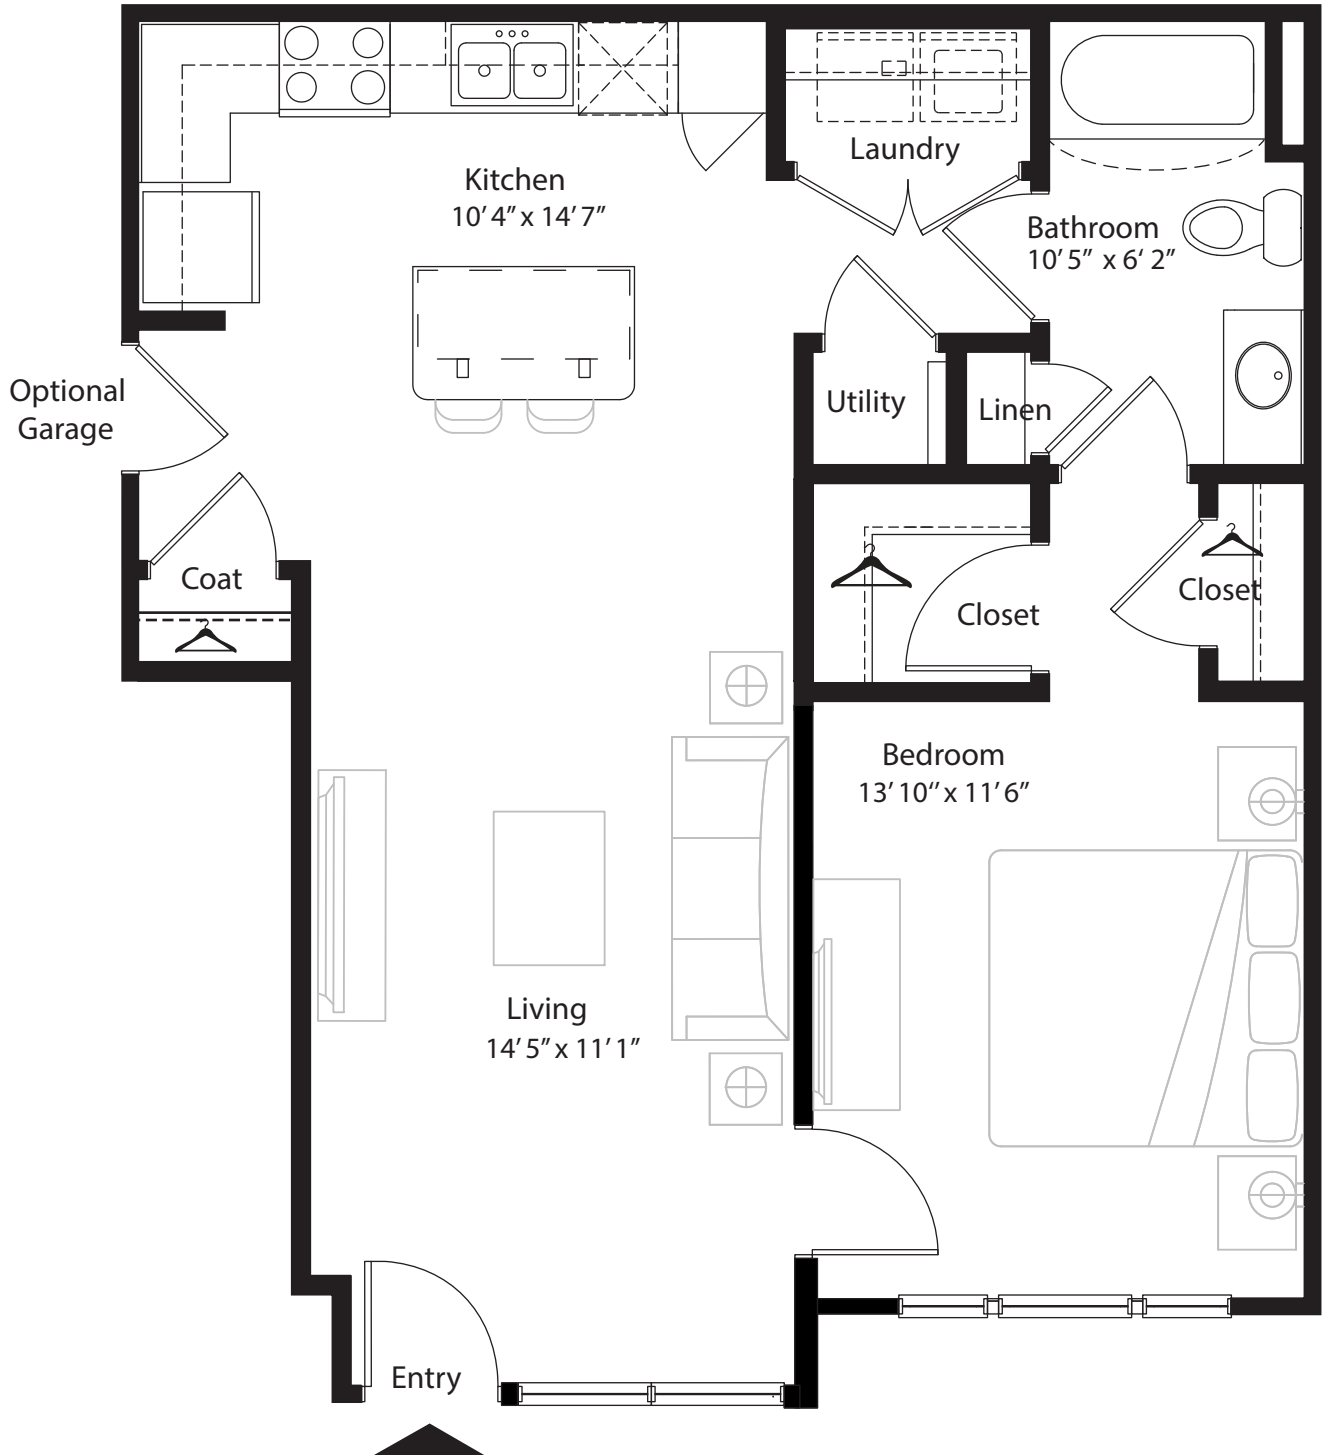 Laundry
Kitchen
10’ 4” x 14’ 7”
Bathroom
10’ 5” x 6‘ 2”
Optional
Garage
Utility
Linen
Coat
Closet
Closet
Bedroom
13’ 10” x 11’ 6”
Living
14’ 5” x 11’ 1”
Entry